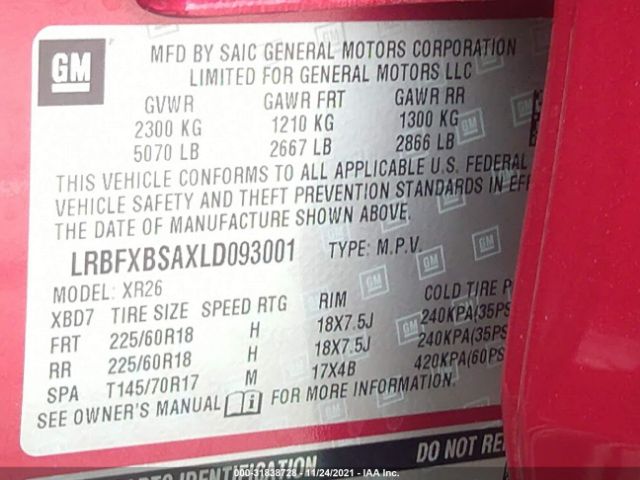 GM
MFD BY SAIC GENERAL MOTORS CORPORATION
LIMITED FOR GENERAL MOTORS LLC
GVWR GAWR FRT GAWR RR
2300 KG 1210 KG 1300 KG
5070 LB 2667 LB 2866 LB
THIS VEHICLE CONFORMS TO ALL APPLICABLE U.S. FEDERAL
VEHICLE SAFETY AND THEFT PREVENTION STANDARDS IN EFF
THE DATE OF MANUFACTURE SHOWN ABOVE.
LRBFXBSAXLD093001 TYPE: M.P.V.
MODEL: XR26
XBD7 TIRE SIZE SPEED RTG RIM COLD TIRE P
FRT 225/60R18 H 18X7.5J 240KPA(35PS
RR 225/60R18 H 18X7.5J 240KPA(35PS
SPA T145/70R17 M 17X4B 420KPA(60PS
SEE OWNER'S MANUAL i FOR MORE INFORMATION.
DO NOT RE
PARTS IDENTIFICATION
000-31838728 - 11/24/2021 - IAA Inc.